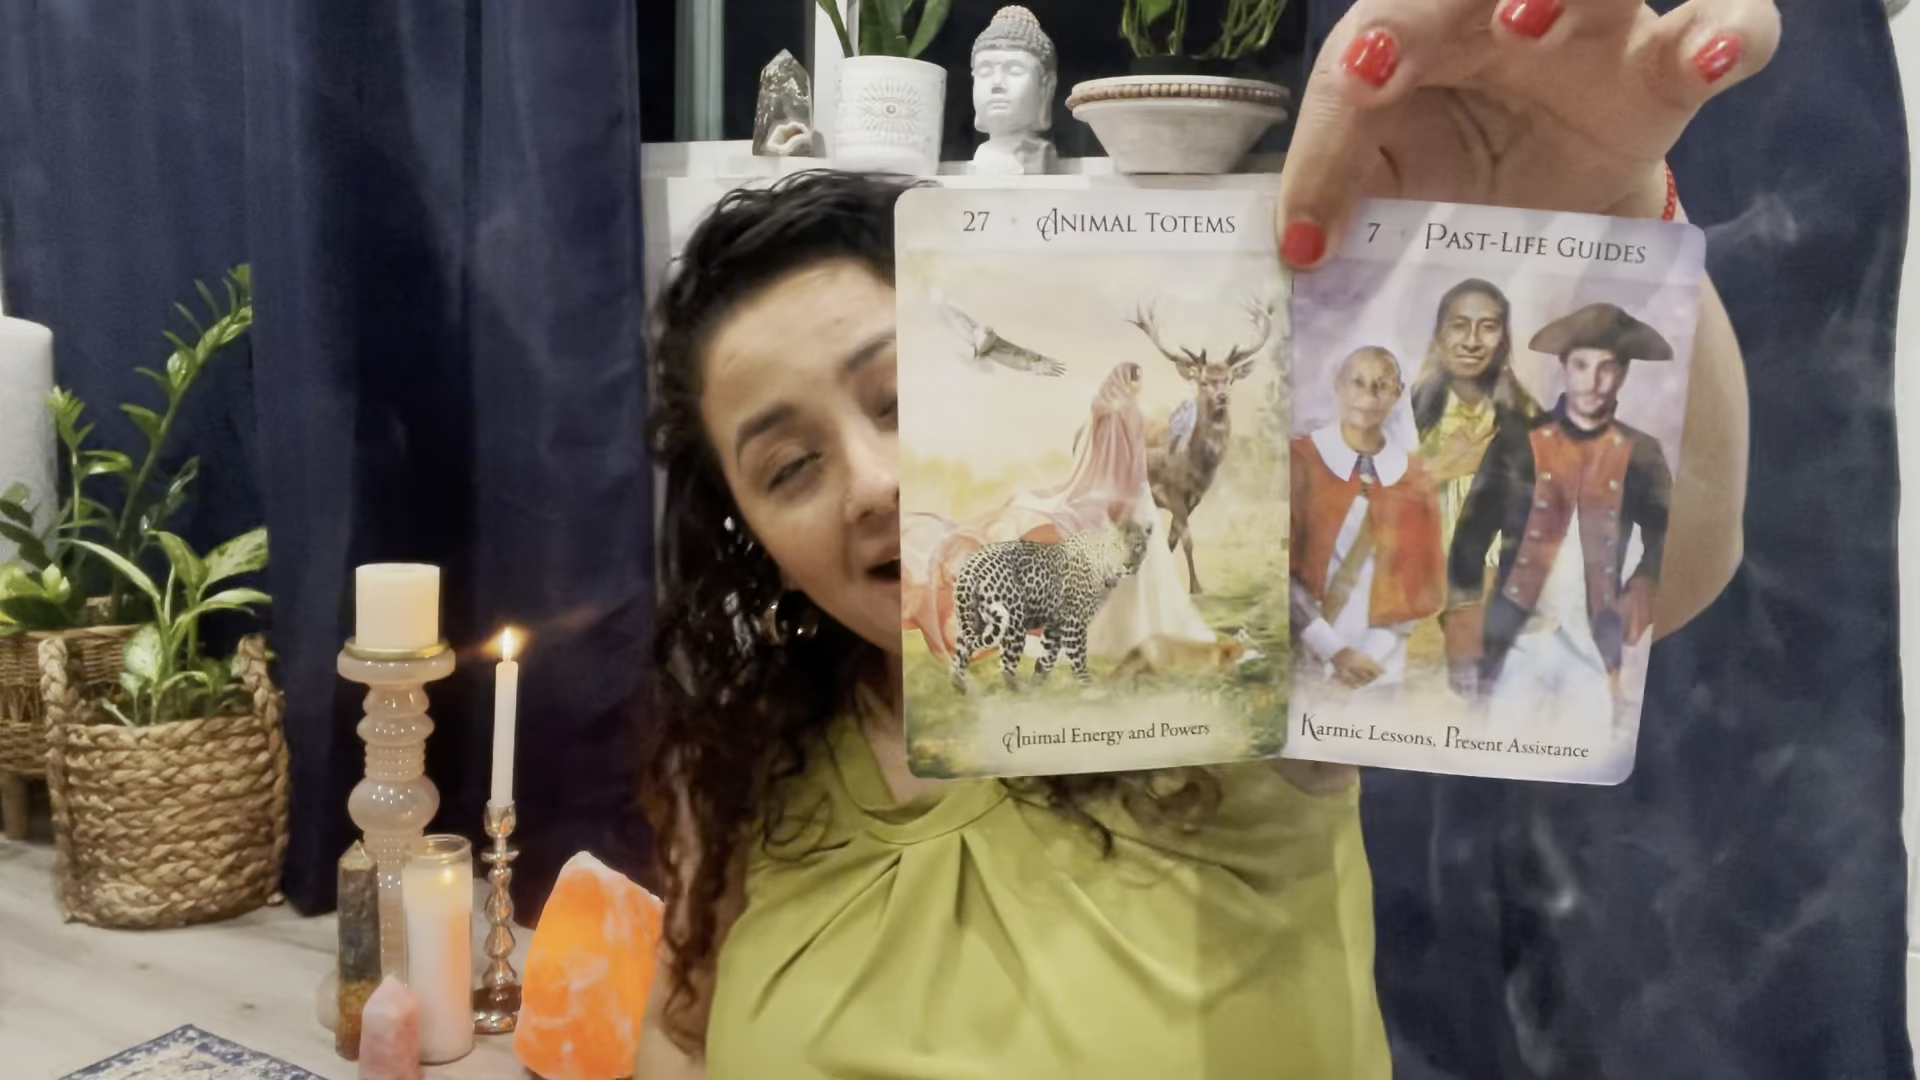 27 ANIMAL TOTEMS
Animal Energy and Powers
7 PAST-LIFE GUIDES
Karmic Lessons, Present Assistance